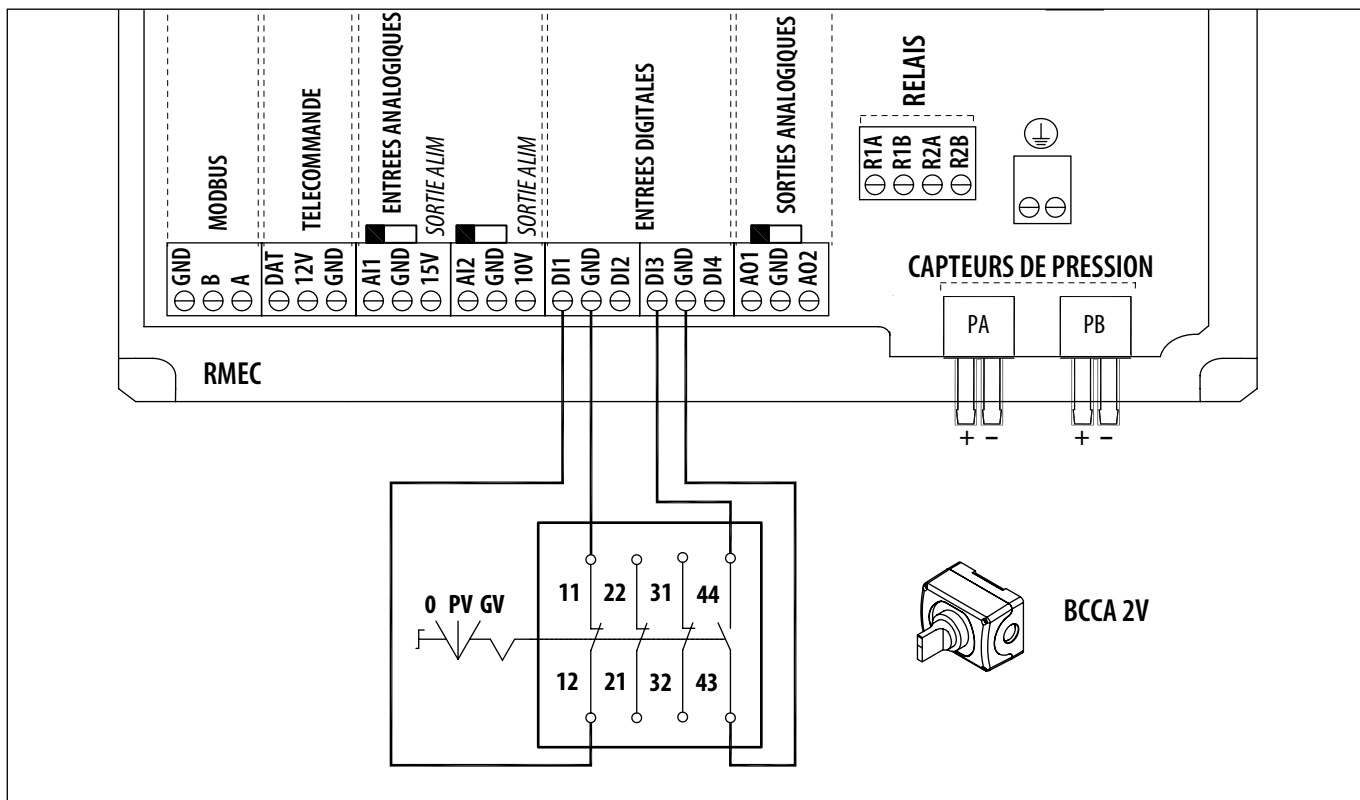 MODBUS
TELECOMMANDE
ENTRÉES ANALOGIQUES
SORTIE ALIM
SORTIE ALIM
ENTREES DIGITALES
SORTIES ANALOGIQUES
RELAIS
R1A R1B R2A R2B
GND B A DAT 12V GND AI1 GND 15V AI2 GND 10V DI1 GND DI2 DI3 GND DI4 AO1 GND AO2
CAPTEURS DE PRESSION
PA PB
RMEC
+ − + −
11 22 31 44
0 PV GV
BCCA 2V
12 21 32 43